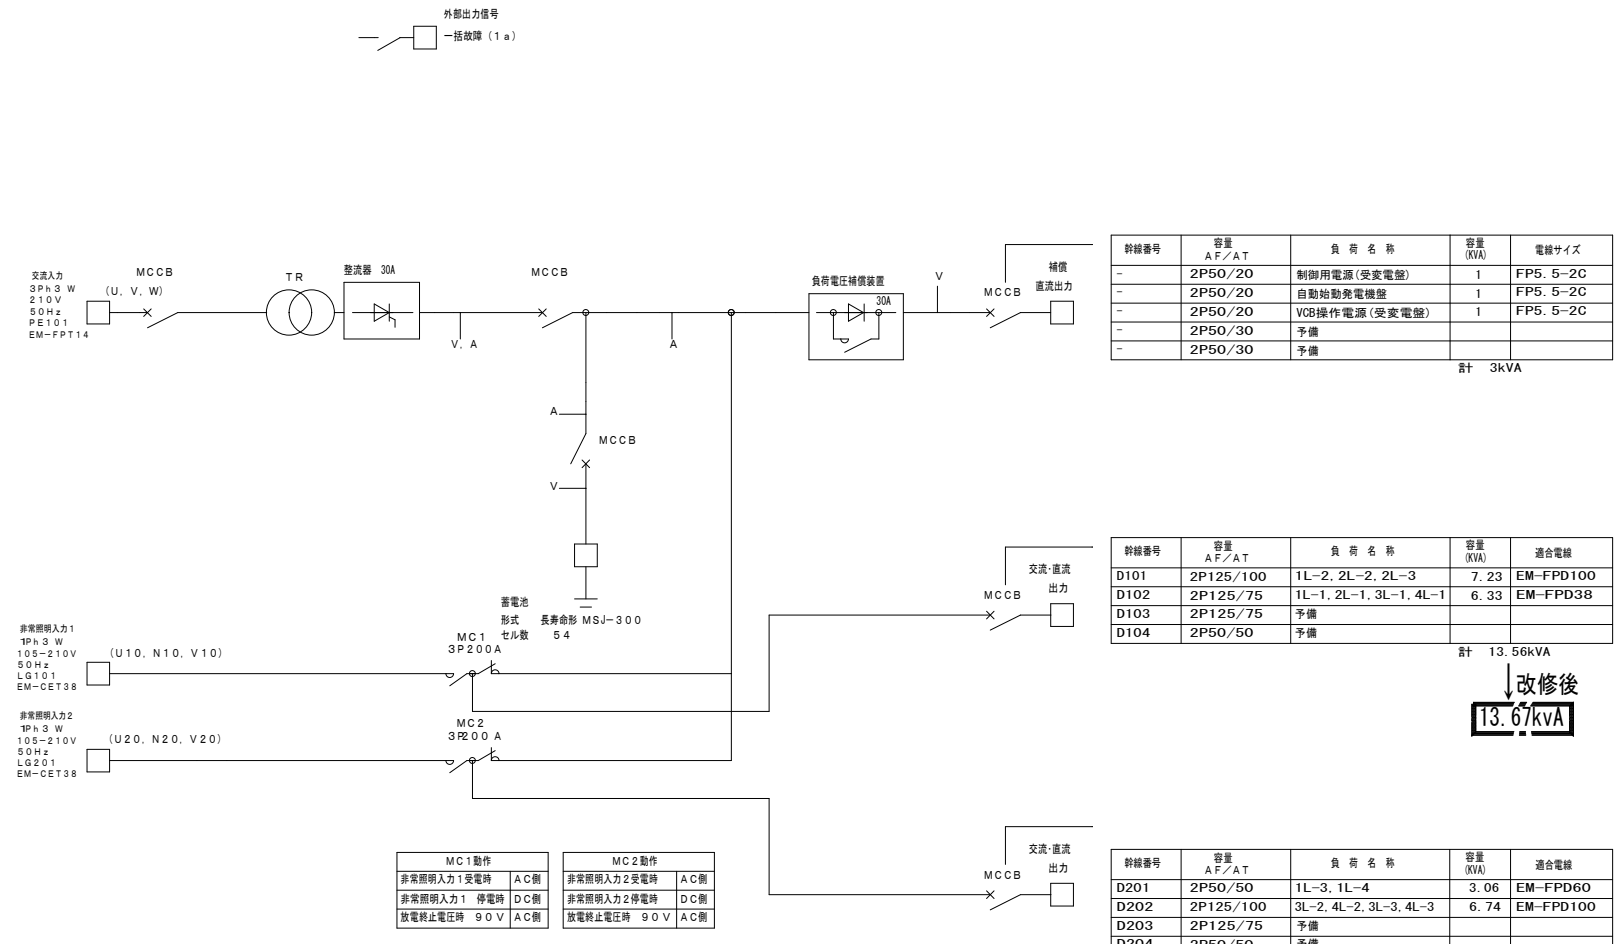 外部出力信号
一括故障（1a）
交流入力
3Ph3W
210V
50Hz
PE101
EM-FPT14
(U, V, W)
MCCB
TR
整流器 30A
V, A
MCCB
A
負荷電圧補償装置
30A
V
MCCB
補償
直流出力
幹線番号 容量 AF/AT 負荷名称 容量(KVA) 電線サイズ
- 2P50/20 制御用電源(受変電盤) 1 FP5.5-2C
- 2P50/20 自動始動発電機盤 1 FP5.5-2C
- 2P50/20 VCB操作電源(受変電盤) 1 FP5.5-2C
- 2P50/30 予備
- 2P50/30 予備
計 3kVA
A
MCCB
V
蓄電池
形式 長寿命形 MSJ-300
セル数 54
MCCB
交流・直流
出力
幹線番号 容量 AF/AT 負荷名称 容量(KVA) 適合電線
D101 2P125/100 1L-2, 2L-2, 2L-3 7.23 EM-FPD100
D102 2P125/75 1L-1, 2L-1, 3L-1, 4L-1 6.33 EM-FPD38
D103 2P125/75 予備
D104 2P50/50 予備
計 13.56kVA
改修後
13.67kvA
非常照明入力1
1Ph3W
105-210V
50Hz
LG101
EM-CET38
(U10, N10, V10)
MC1
3P200A
非常照明入力2
1Ph3W
105-210V
50Hz
LG201
EM-CET38
(U20, N20, V20)
MC2
3P200A
MC1動作
非常照明入力1受電時 AC側
非常照明入力1 停電時 DC側
放電終止電圧時 90V AC側
MC2動作
非常照明入力2受電時 AC側
非常照明入力2停電時 DC側
放電終止電圧時 90V AC側
MCCB
交流・直流
出力
幹線番号 容量 AF/AT 負荷名称 容量(KVA) 適合電線
D201 2P50/50 1L-3, 1L-4 3.06 EM-FPD60
D202 2P125/100 3L-2, 4L-2, 3L-3, 4L-3 6.74 EM-FPD100
D203 2P125/75 予備
D204 2P50/50 予備